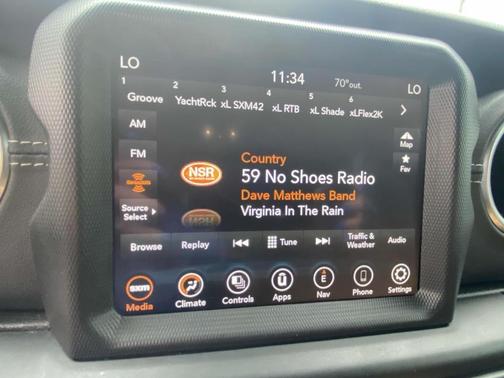 LO 11:34 70°out. LO
1 2 3 4 5 6
Groove YachtRck xL SXM42 xL RTB xL Shade xLFlex2K
AM
FM
Map
Fav
Source
Select
NSR
Country
59 No Shoes Radio
Dave Matthews Band
Virginia In The Rain
Browse Replay Tune Traffic & Weather Audio
sxm E
Media Climate Controls Apps Nav Phone Settings